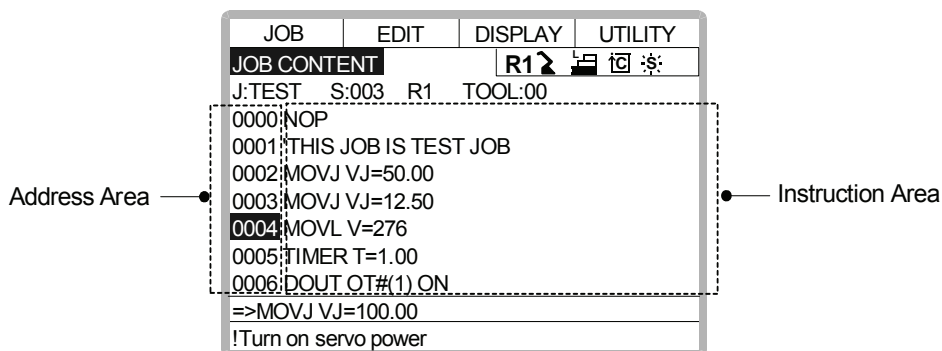 JOB EDIT DISPLAY UTILITY
JOB CONTENT R1 C S
J:TEST S:003 R1 TOOL:00
0000 NOP
0001 'THIS JOB IS TEST JOB
0002 MOVJ VJ=50.00
Address Area 0003 MOVJ VJ=12.50 Instruction Area
0004 MOVL V=276
0005 TIMER T=1.00
0006 DOUT OT#(1) ON
=>MOVJ VJ=100.00
!Turn on servo power